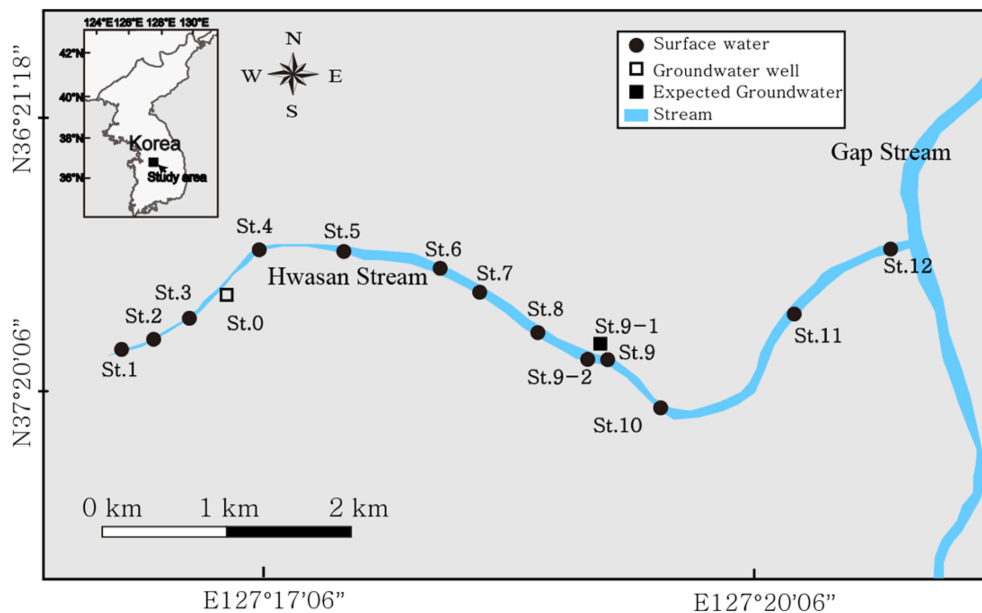 124°E 126°E 128°E 130°E
42°N
40°N
38°N
36°N
Korea
Study area
N
W E
S
Surface water
Groundwater well
Expected Groundwater
Stream
N36°21'18"
N37°20'06"
Gap Stream
Hwasan Stream
St.4
St.5
St.6
St.7
St.12
St.3
St.0
St.2
St.8
St.9-1
St.11
St.1
St.9-2
St.9
St.10
0 km 1 km 2 km
E127°17'06"
E127°20'06"